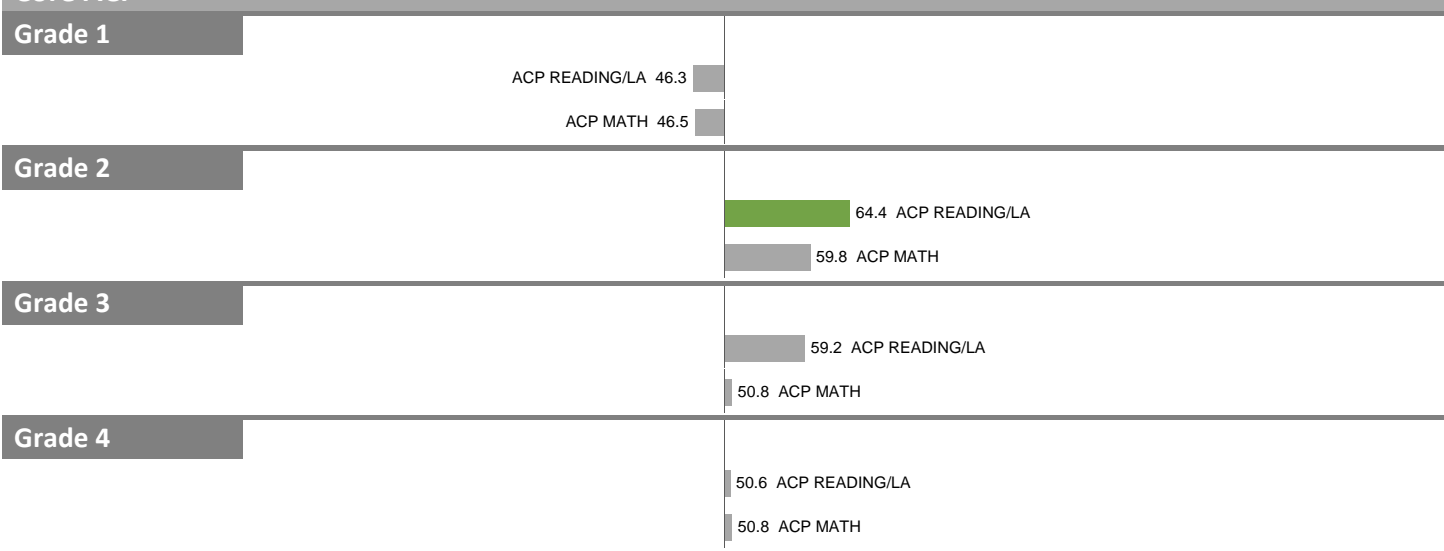 Grade 1
ACP READING/LA 46.3
ACP MATH 46.5
Grade 2
64.4 ACP READING/LA
59.8 ACP MATH
Grade 3
59.2 ACP READING/LA
50.8 ACP MATH
Grade 4
50.6 ACP READING/LA
50.8 ACP MATH